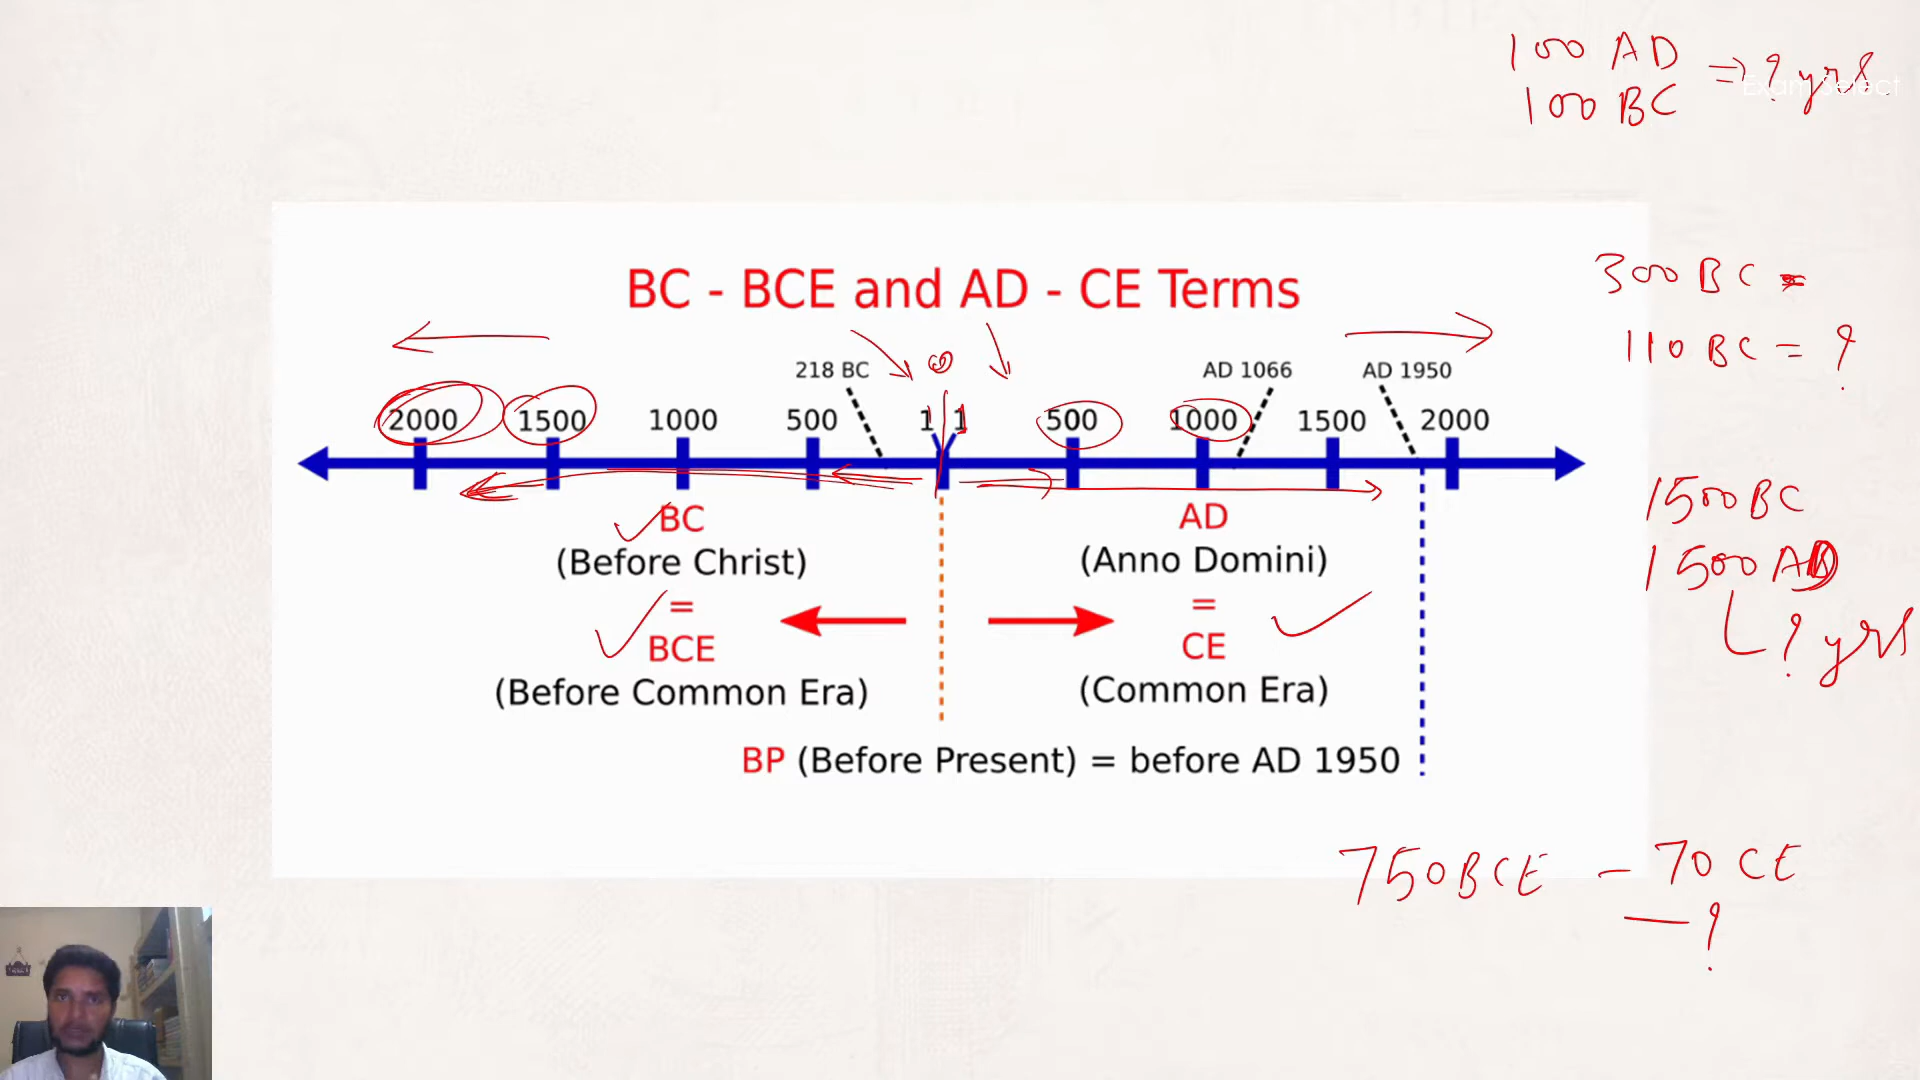 100 AD
100 BC
⇒ ? yrs
Exam Select
BC - BCE and AD - CE Terms
300 BC =
110 BC = ?
218 BC
0
AD 1066
AD 1950
2000 1500 1000 500 1 1 500 1000 1500 2000
BC
AD
1500 BC
(Before Christ)
(Anno Domini)
1500 AD
=
=
? yrs
BCE
CE
(Before Common Era)
(Common Era)
BP (Before Present) = before AD 1950
750 BCE - 70 CE
— ?